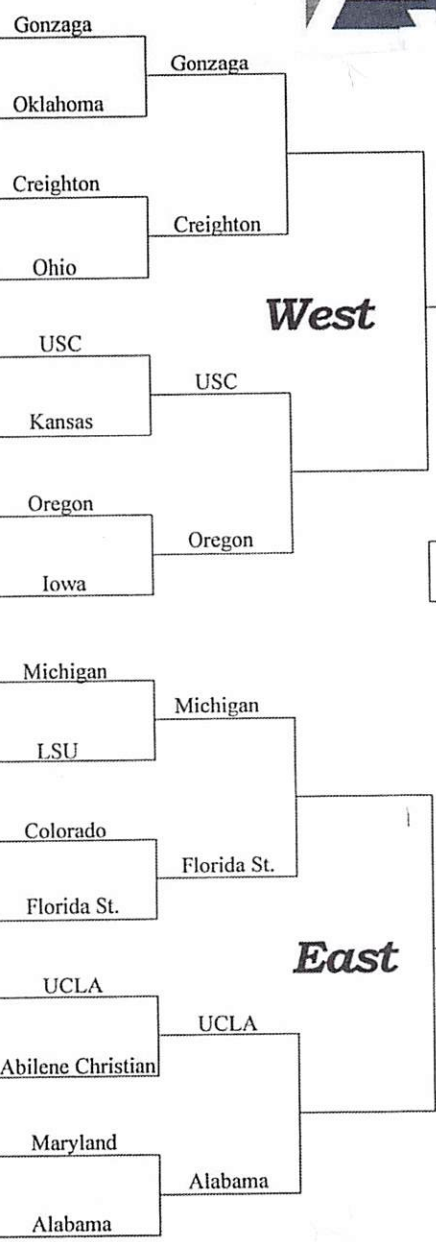 Gonzaga
Gonzaga
Oklahoma
Creighton
Creighton
Ohio
West
USC
USC
Kansas
Oregon
Oregon
Iowa
Michigan
Michigan
LSU
Colorado
Florida St.
Florida St.
East
UCLA
UCLA
Abilene Christian
Maryland
Alabama
Alabama